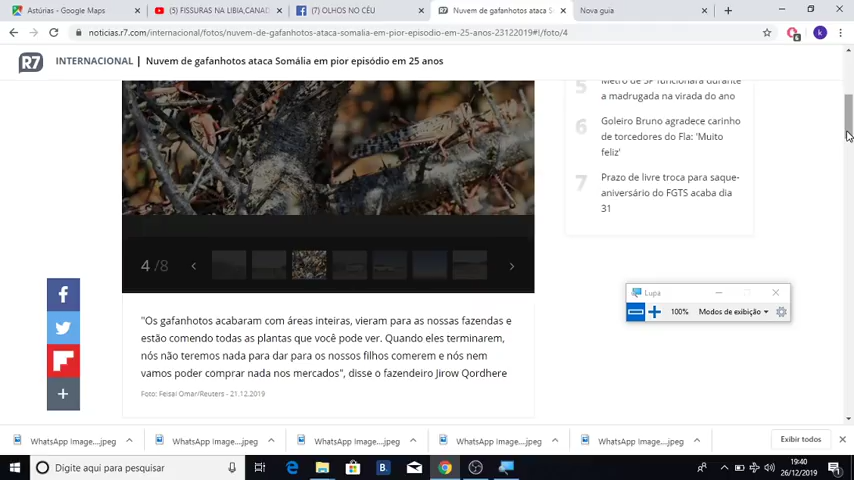 Astúrias - Google Maps
(5) FISSURAS NA LIBIA,CANAD
(7) OLHOS NO CÉU
Nuvem de gafanhotos ataca S
Nova guia
noticias.r7.com/internacional/fotos/nuvem-de-gafanhotos-ataca-somalia-em-pior-episodio-em-25-anos-23122019#!/foto/4
6
k
R7
INTERNACIONAL | Nuvem de gafanhotos ataca Somália em pior episódio em 25 anos
5 Metrô de SP funcionará durante
a madrugada na virada do ano
6 Goleiro Bruno agradece carinho
de torcedores do Fla: 'Muito
feliz'
7 Prazo de livre troca para saque-
aniversário do FGTS acaba dia
31
4 /8
Lupa
100%
Modos de exibição
"Os gafanhotos acabaram com áreas inteiras, vieram para as nossas fazendas e
estão comendo todas as plantas que você pode ver. Quando eles terminarem,
nós não teremos nada para dar para os nossos filhos comerem e nós nem
vamos poder comprar nada nos mercados", disse o fazendeiro Jirow Qordhere
Foto: Feisal Omar/Reuters - 21.12.2019
WhatsApp Image....jpeg
WhatsApp Image....jpeg
WhatsApp Image....jpeg
WhatsApp Image....jpeg
WhatsApp Image....jpeg
Exibir todos
Digite aqui para pesquisar
19:40
26/12/2019